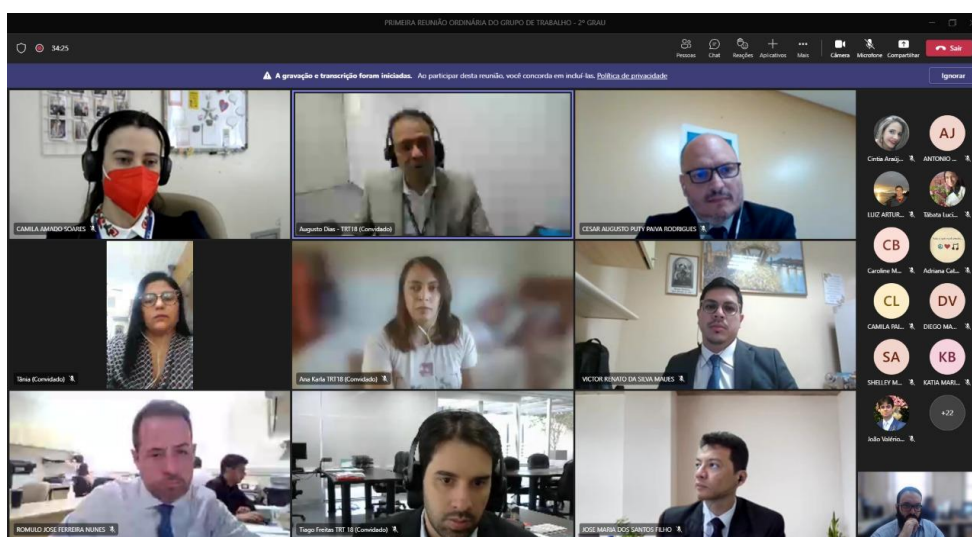 PRIMEIRA REUNIÃO ORDINÁRIA DO GRUPO DE TRABALHO - 2º GRAU
34:25
Pessoas Chat Reações Aplicativos Mais Câmera Microfone Compartilhar Sair
A gravação e transcrição foram iniciadas. Ao participar desta reunião, você concorda em incluí-las. Política de privacidade Ignorar
CAMILA AMADO SOARES
Augusto Dias - TRT18 (Convidado)
CESAR AUGUSTO PUTY PAIVA RODRIGUES
Cintia Araúj...
AJ
ANTONIO ...
LUIZ ARTUR...
Tábata Luci...
Tânia (Convidado)
Ana Karla TRT18 (Convidado)
VICTOR RENATO DA SILVA MAUES
CB
Caroline M...
Adriana Cat...
CL
CAMILA PAI...
DV
DIEGO MA...
SA
SHELLEY M...
KB
KATIA MARI...
ROMULO JOSE FERREIRA NUNES
Tiago Freitas TRT 18 (Convidado)
JOSE MARIA DOS SANTOS FILHO
João Valério...
+22